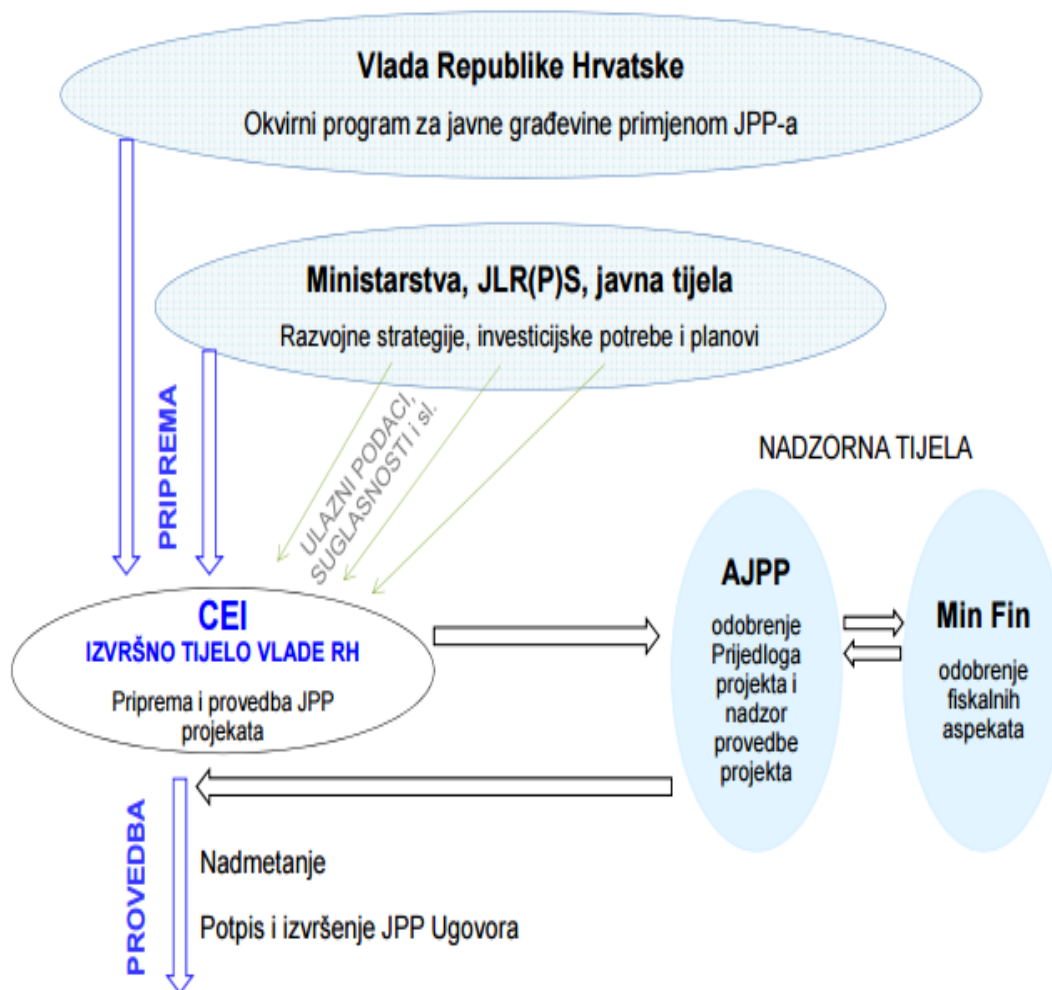 Vlada Republike Hrvatske
Okvirni program za javne građevine primjenom JPP-a
Ministarstva, JLR(P)S, javna tijela
Razvojne strategije, investicijske potrebe i planovi
PRIPREMA
ULAZNI PODACI,
SUGLASNOSTI i sl.
NADZORNA TIJELA
CEI
IZVRŠNO TIJELO VLADE RH
Priprema i provedba JPP
projekata
AJPP
odobrenje
Prijedloga
projekta i
nadzor
provedbe
projekta
Min Fin
odobrenje
fiskalnih
aspekata
PROVEDBA
Nadmetanje
Potpis i izvršenje JPP Ugovora